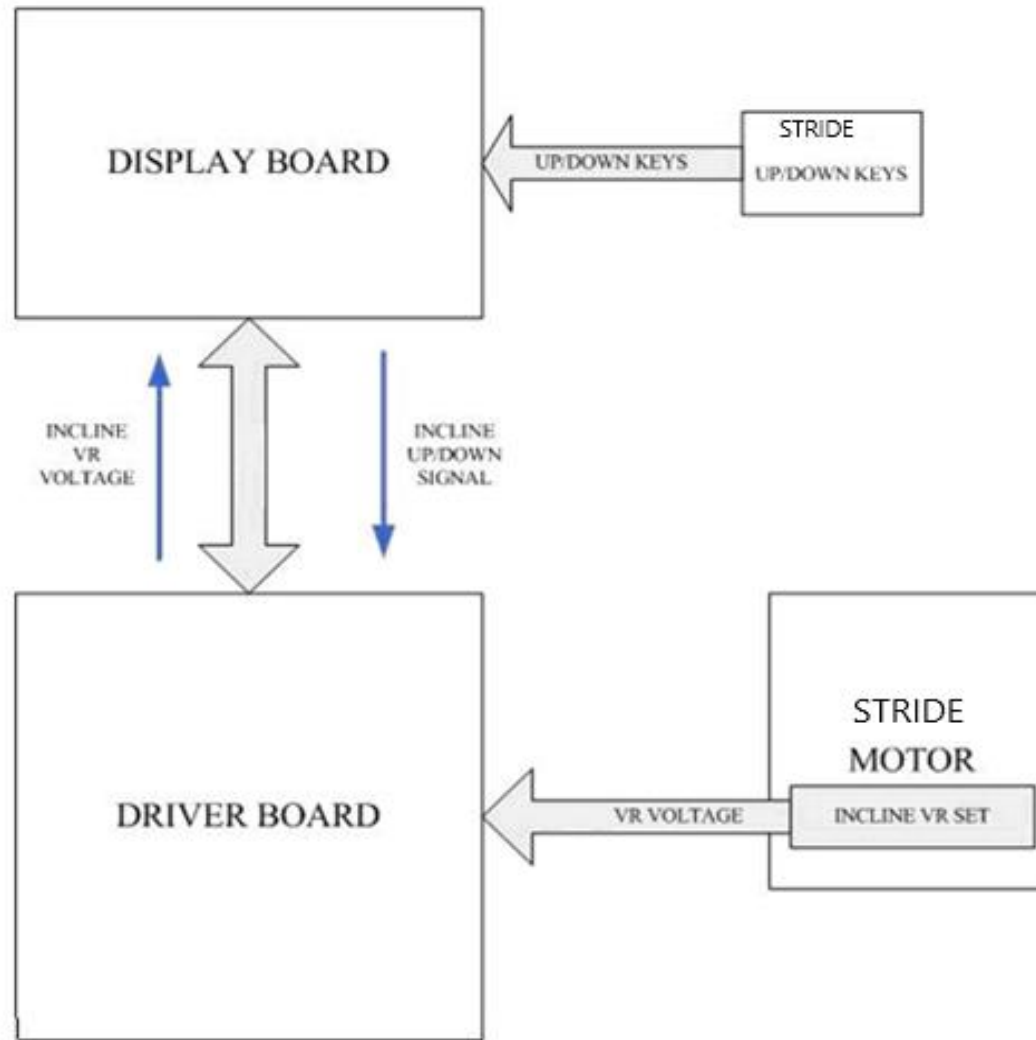 DISPLAY BOARD
UP/DOWN KEYS
STRIDE
UP/DOWN KEYS
INCLINE
VR
VOLTAGE
INCLINE
UP/DOWN
SIGNAL
DRIVER BOARD
VR VOLTAGE
STRIDE
MOTOR
INCLINE VR SET